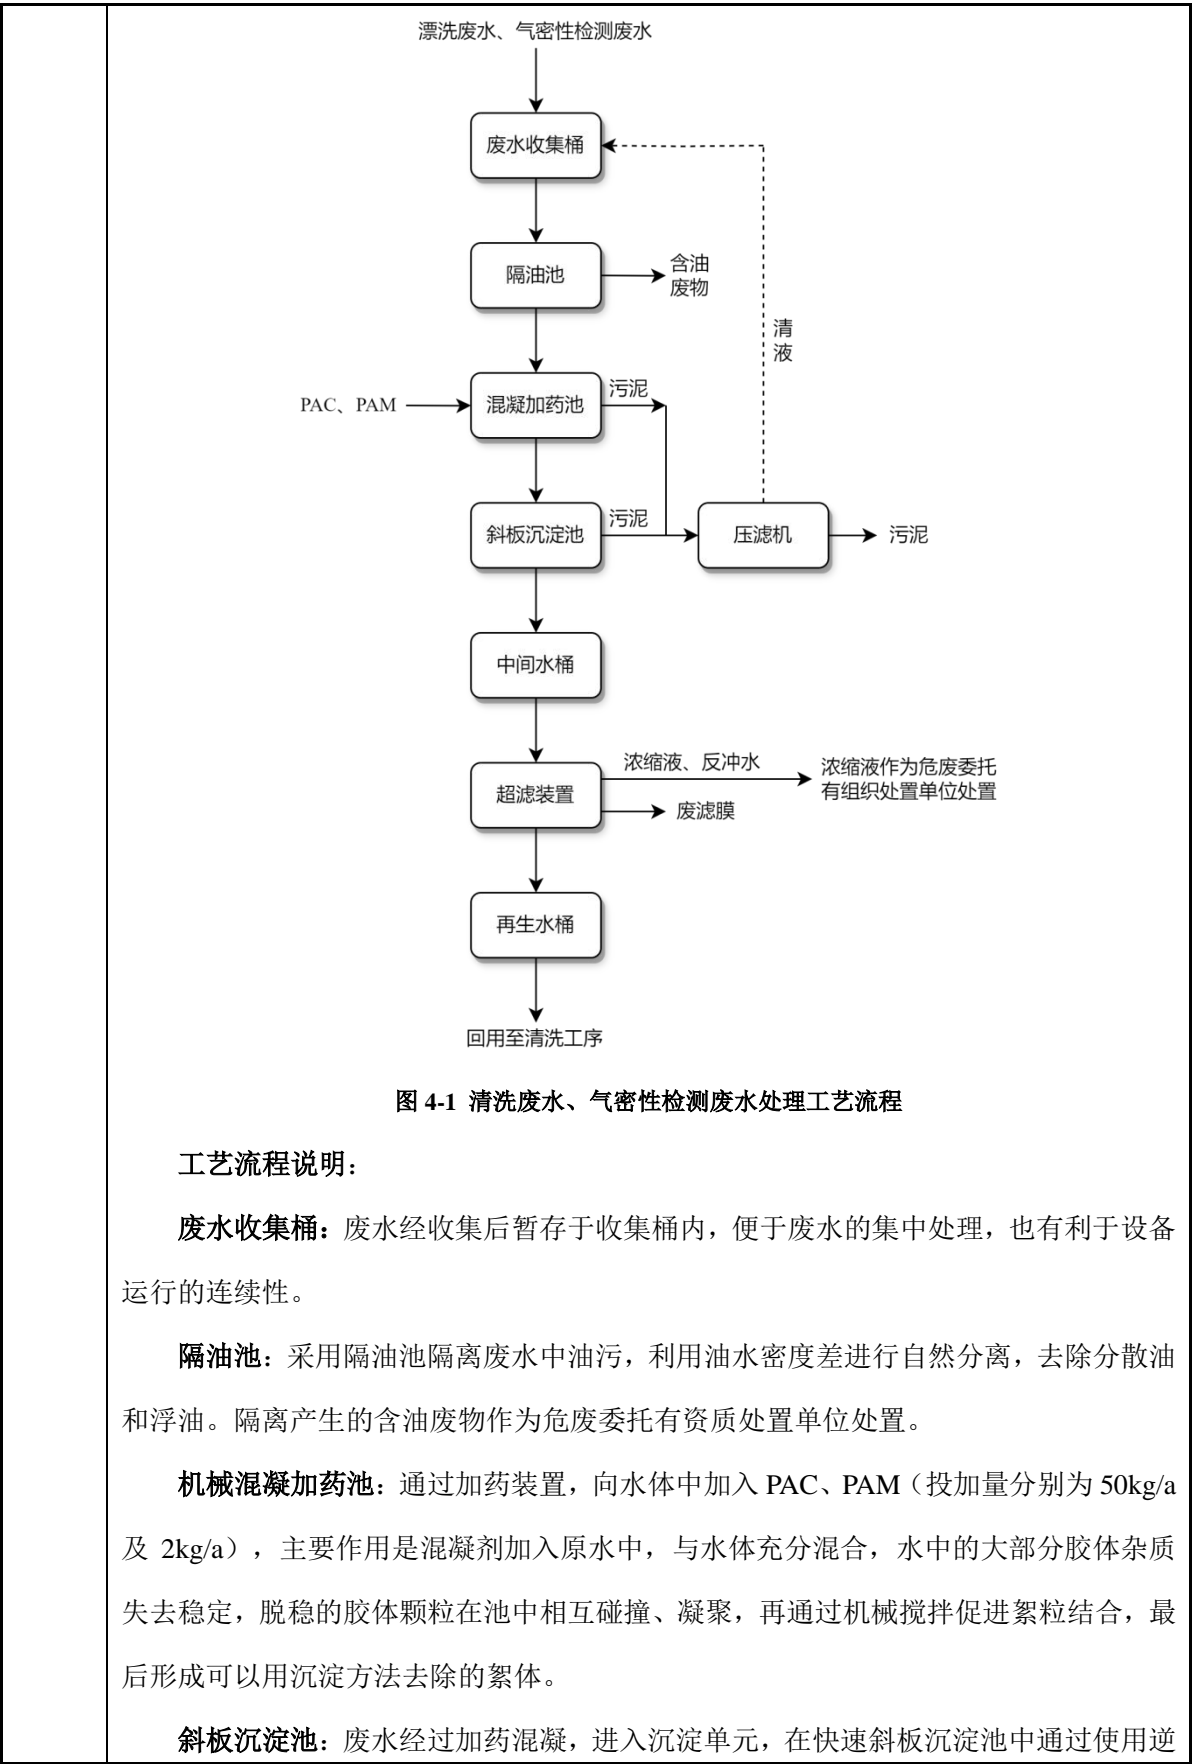 漂洗废水、气密性检测废水
废水收集桶
隔油池
含油
废物
清
液
PAC、PAM
混凝加药池
污泥
斜板沉淀池
污泥
压滤机
污泥
中间水桶
超滤装置
浓缩液、反冲水
浓缩液作为危废委托
有组织处置单位处置
废滤膜
再生水桶
回用至清洗工序
图 4-1 清洗废水、气密性检测废水处理工艺流程
工艺流程说明：
废水收集桶：废水经收集后暂存于收集桶内，便于废水的集中处理，也有利于设备
运行的连续性。
隔油池：采用隔油池隔离废水中油污，利用油水密度差进行自然分离，去除分散油
和浮油。隔离产生的含油废物作为危废委托有资质处置单位处置。
机械混凝加药池：通过加药装置，向水体中加入 PAC、PAM（投加量分别为 50kg/a
及 2kg/a），主要作用是混凝剂加入原水中，与水体充分混合，水中的大部分胶体杂质
失去稳定，脱稳的胶体颗粒在池中相互碰撞、凝聚，再通过机械搅拌促进絮粒结合，最
后形成可以用沉淀方法去除的絮体。
斜板沉淀池：废水经过加药混凝，进入沉淀单元，在快速斜板沉淀池中通过使用逆